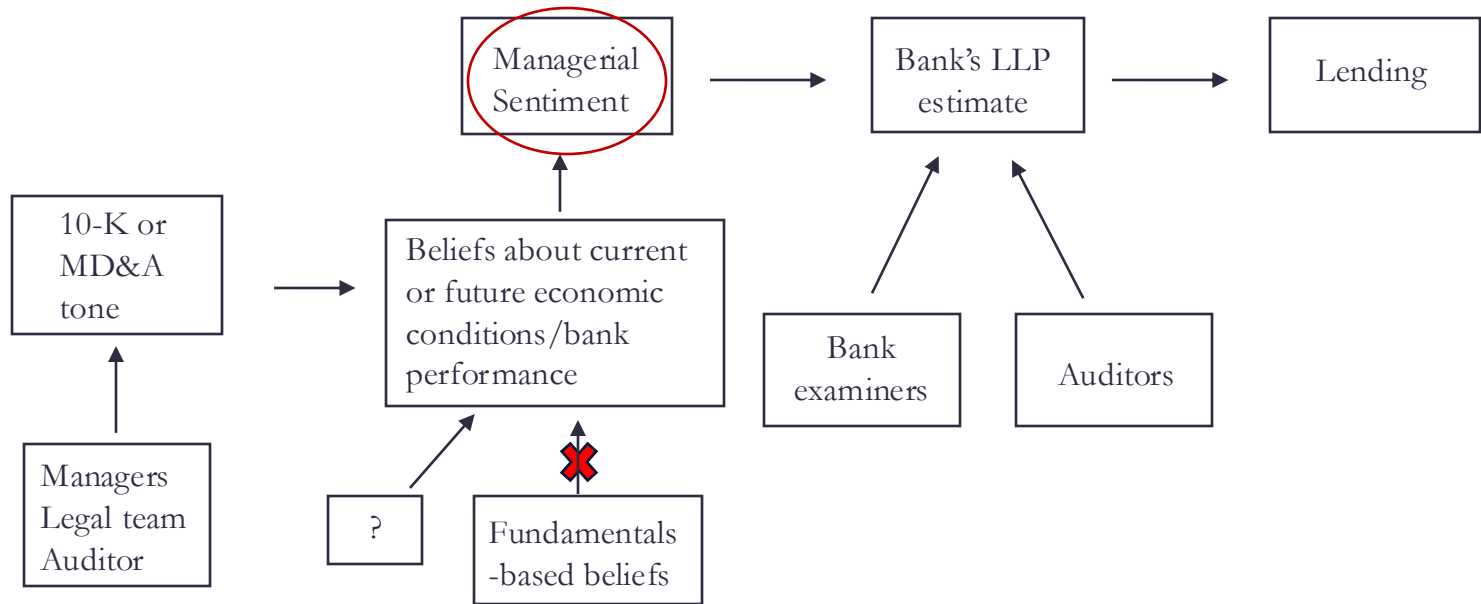 Managerial
Sentiment
Bank’s LLP
estimate
Lending
10-K or
MD&A
tone
Beliefs about current
or future economic
conditions/bank
performance
Bank
examiners
Auditors
Managers
Legal team
Auditor
?
Fundamentals
-based beliefs